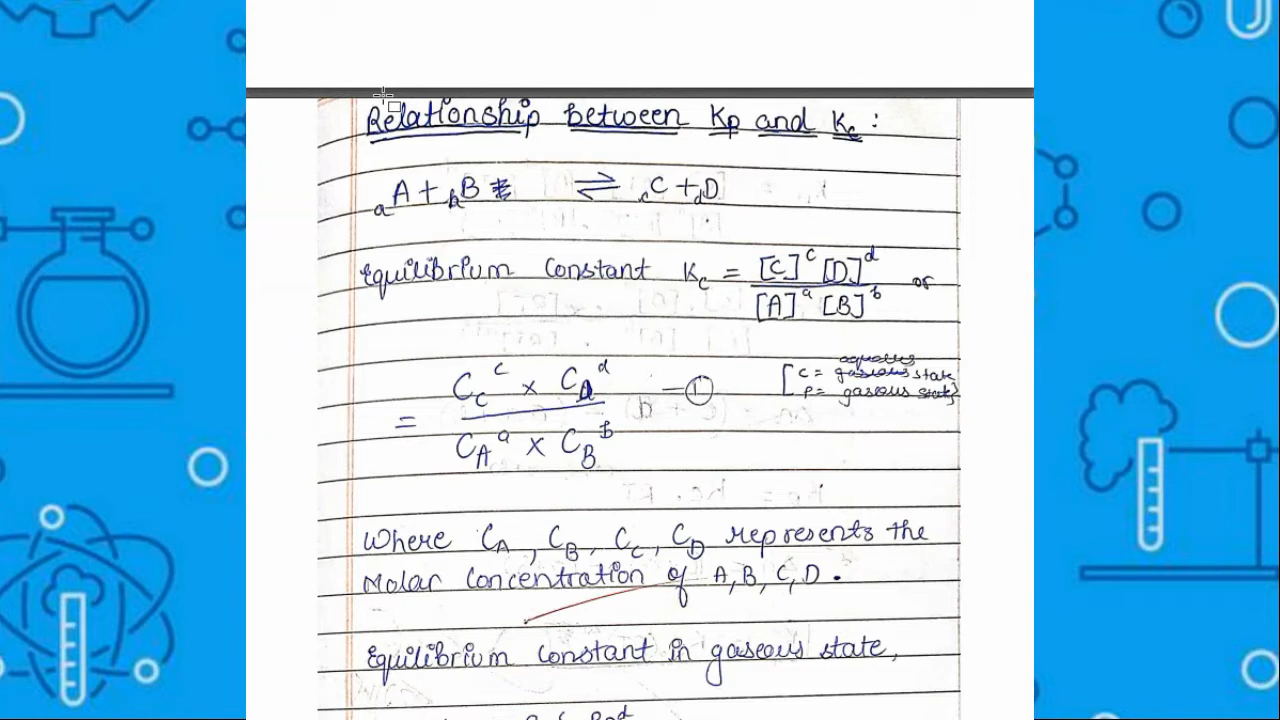 Relationship between Kp and Kc :
aA + bB ⇌ cC + dD
Equilibrium constant Kc = [C]^c [D]^d / [A]^a [B]^b or
= C_C^c × C_D^d / C_A^a × C_B^b —①
[C = aqueous state
P = gaseous state]
Where C_A, C_B, C_C, C_D represents the
Molar Concentration of A, B, C, D.
Equilibrium constant in gaseous state,